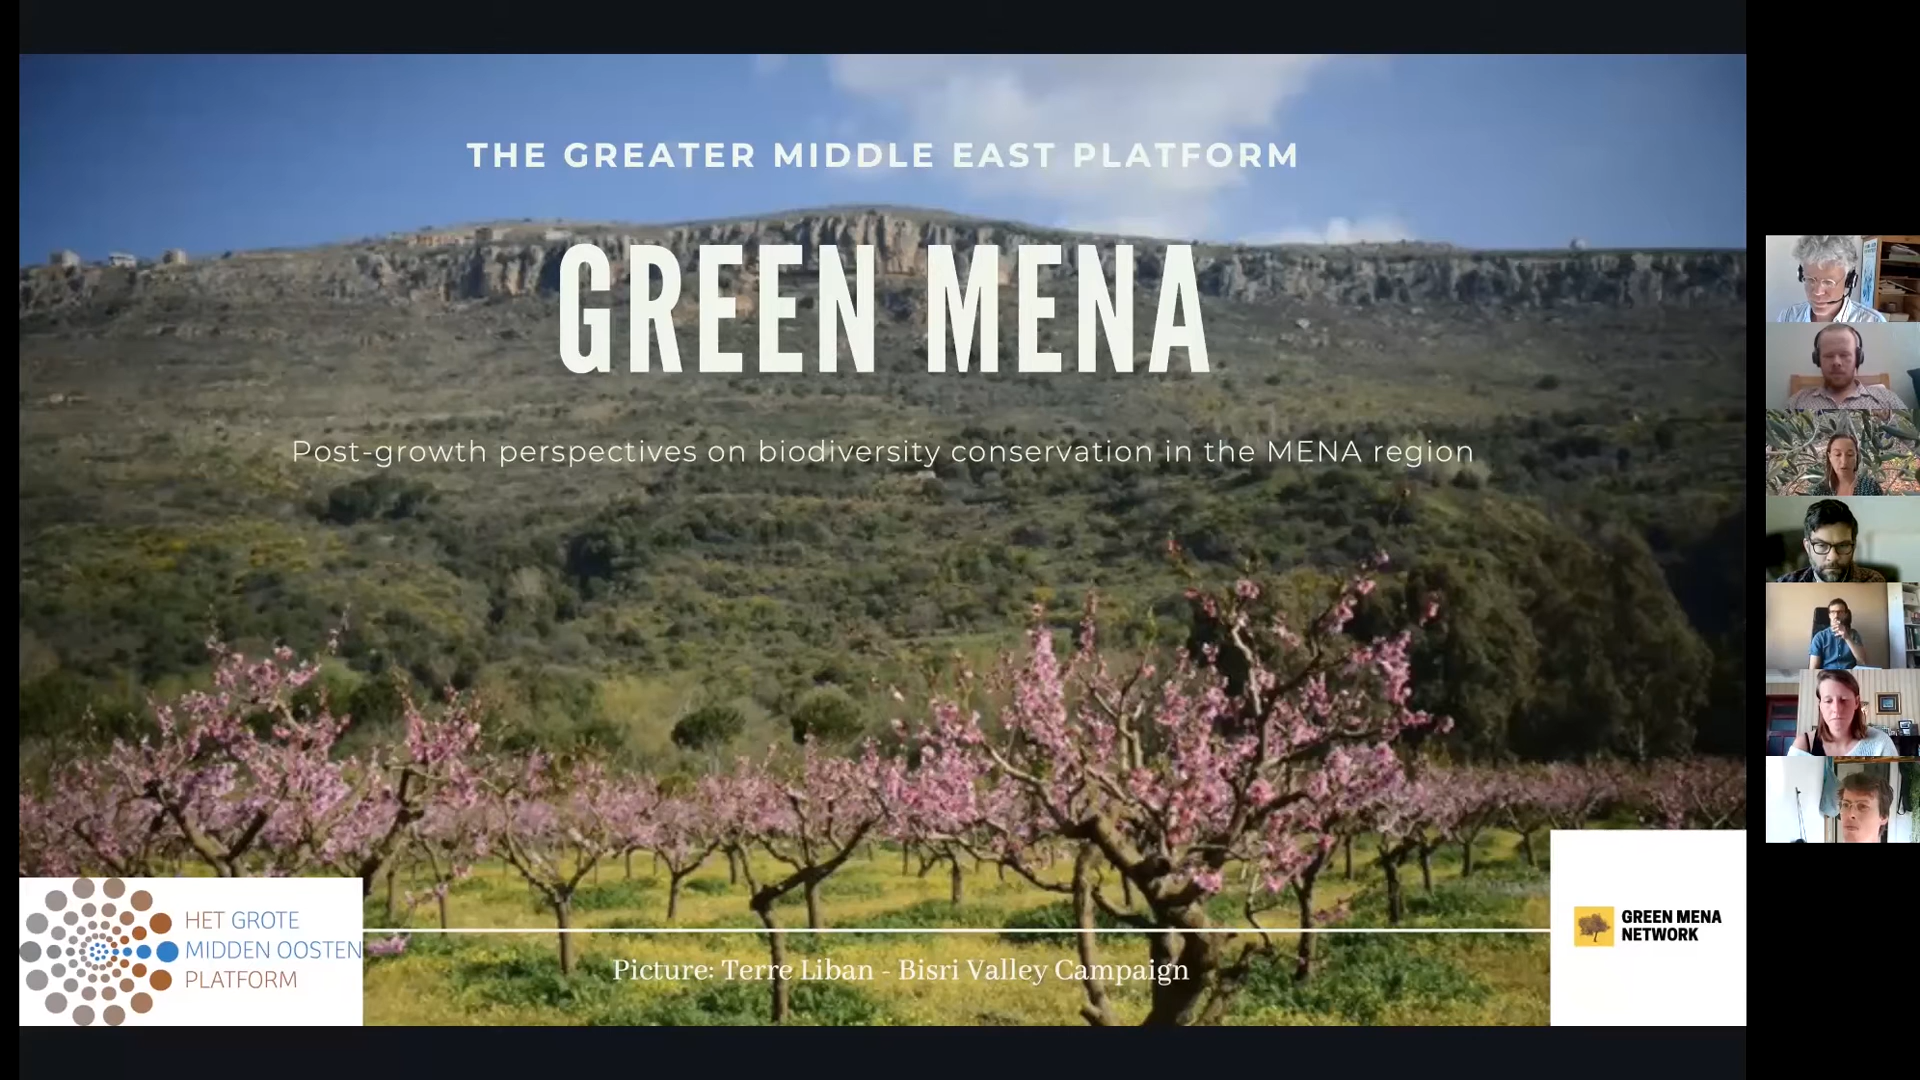 THE GREATER MIDDLE EAST PLATFORM
GREEN MENA
Post-growth perspectives on biodiversity conservation in the MENA region
HET GROTE
MIDDEN OOSTEN
PLATFORM
Picture: Terre Liban - Bisri Valley Campaign
GREEN MENA
NETWORK